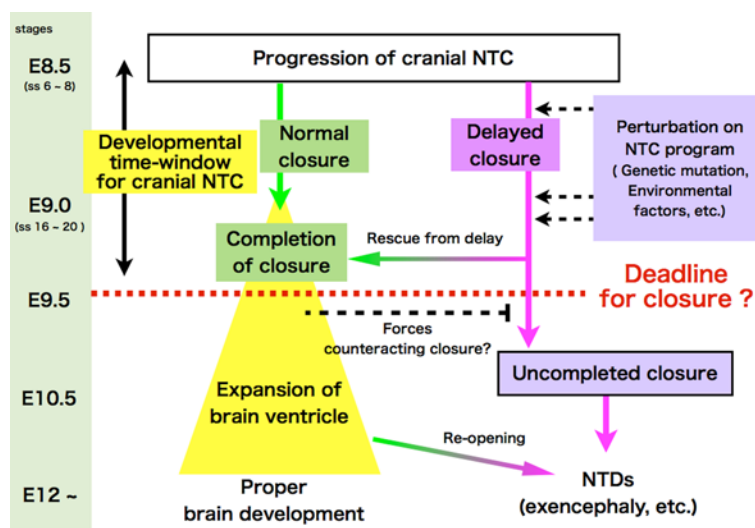 stages
E8.5
(ss 6 – 8)
E9.0
(ss 16 – 20 )
E9.5
E10.5
E12 ~
Progression of cranial NTC
Developmental
time-window
for cranial NTC
Normal
closure
Delayed
closure
Perturbation on
NTC program
( Genetic mutation,
Environmental
factors, etc.)
Completion
of closure
Rescue from delay
Deadline
for closure ?
Forces
counteracting closure?
Uncompleted closure
Expansion of
brain ventricle
Re-opening
Proper
brain development
NTDs
(exencephaly, etc.)